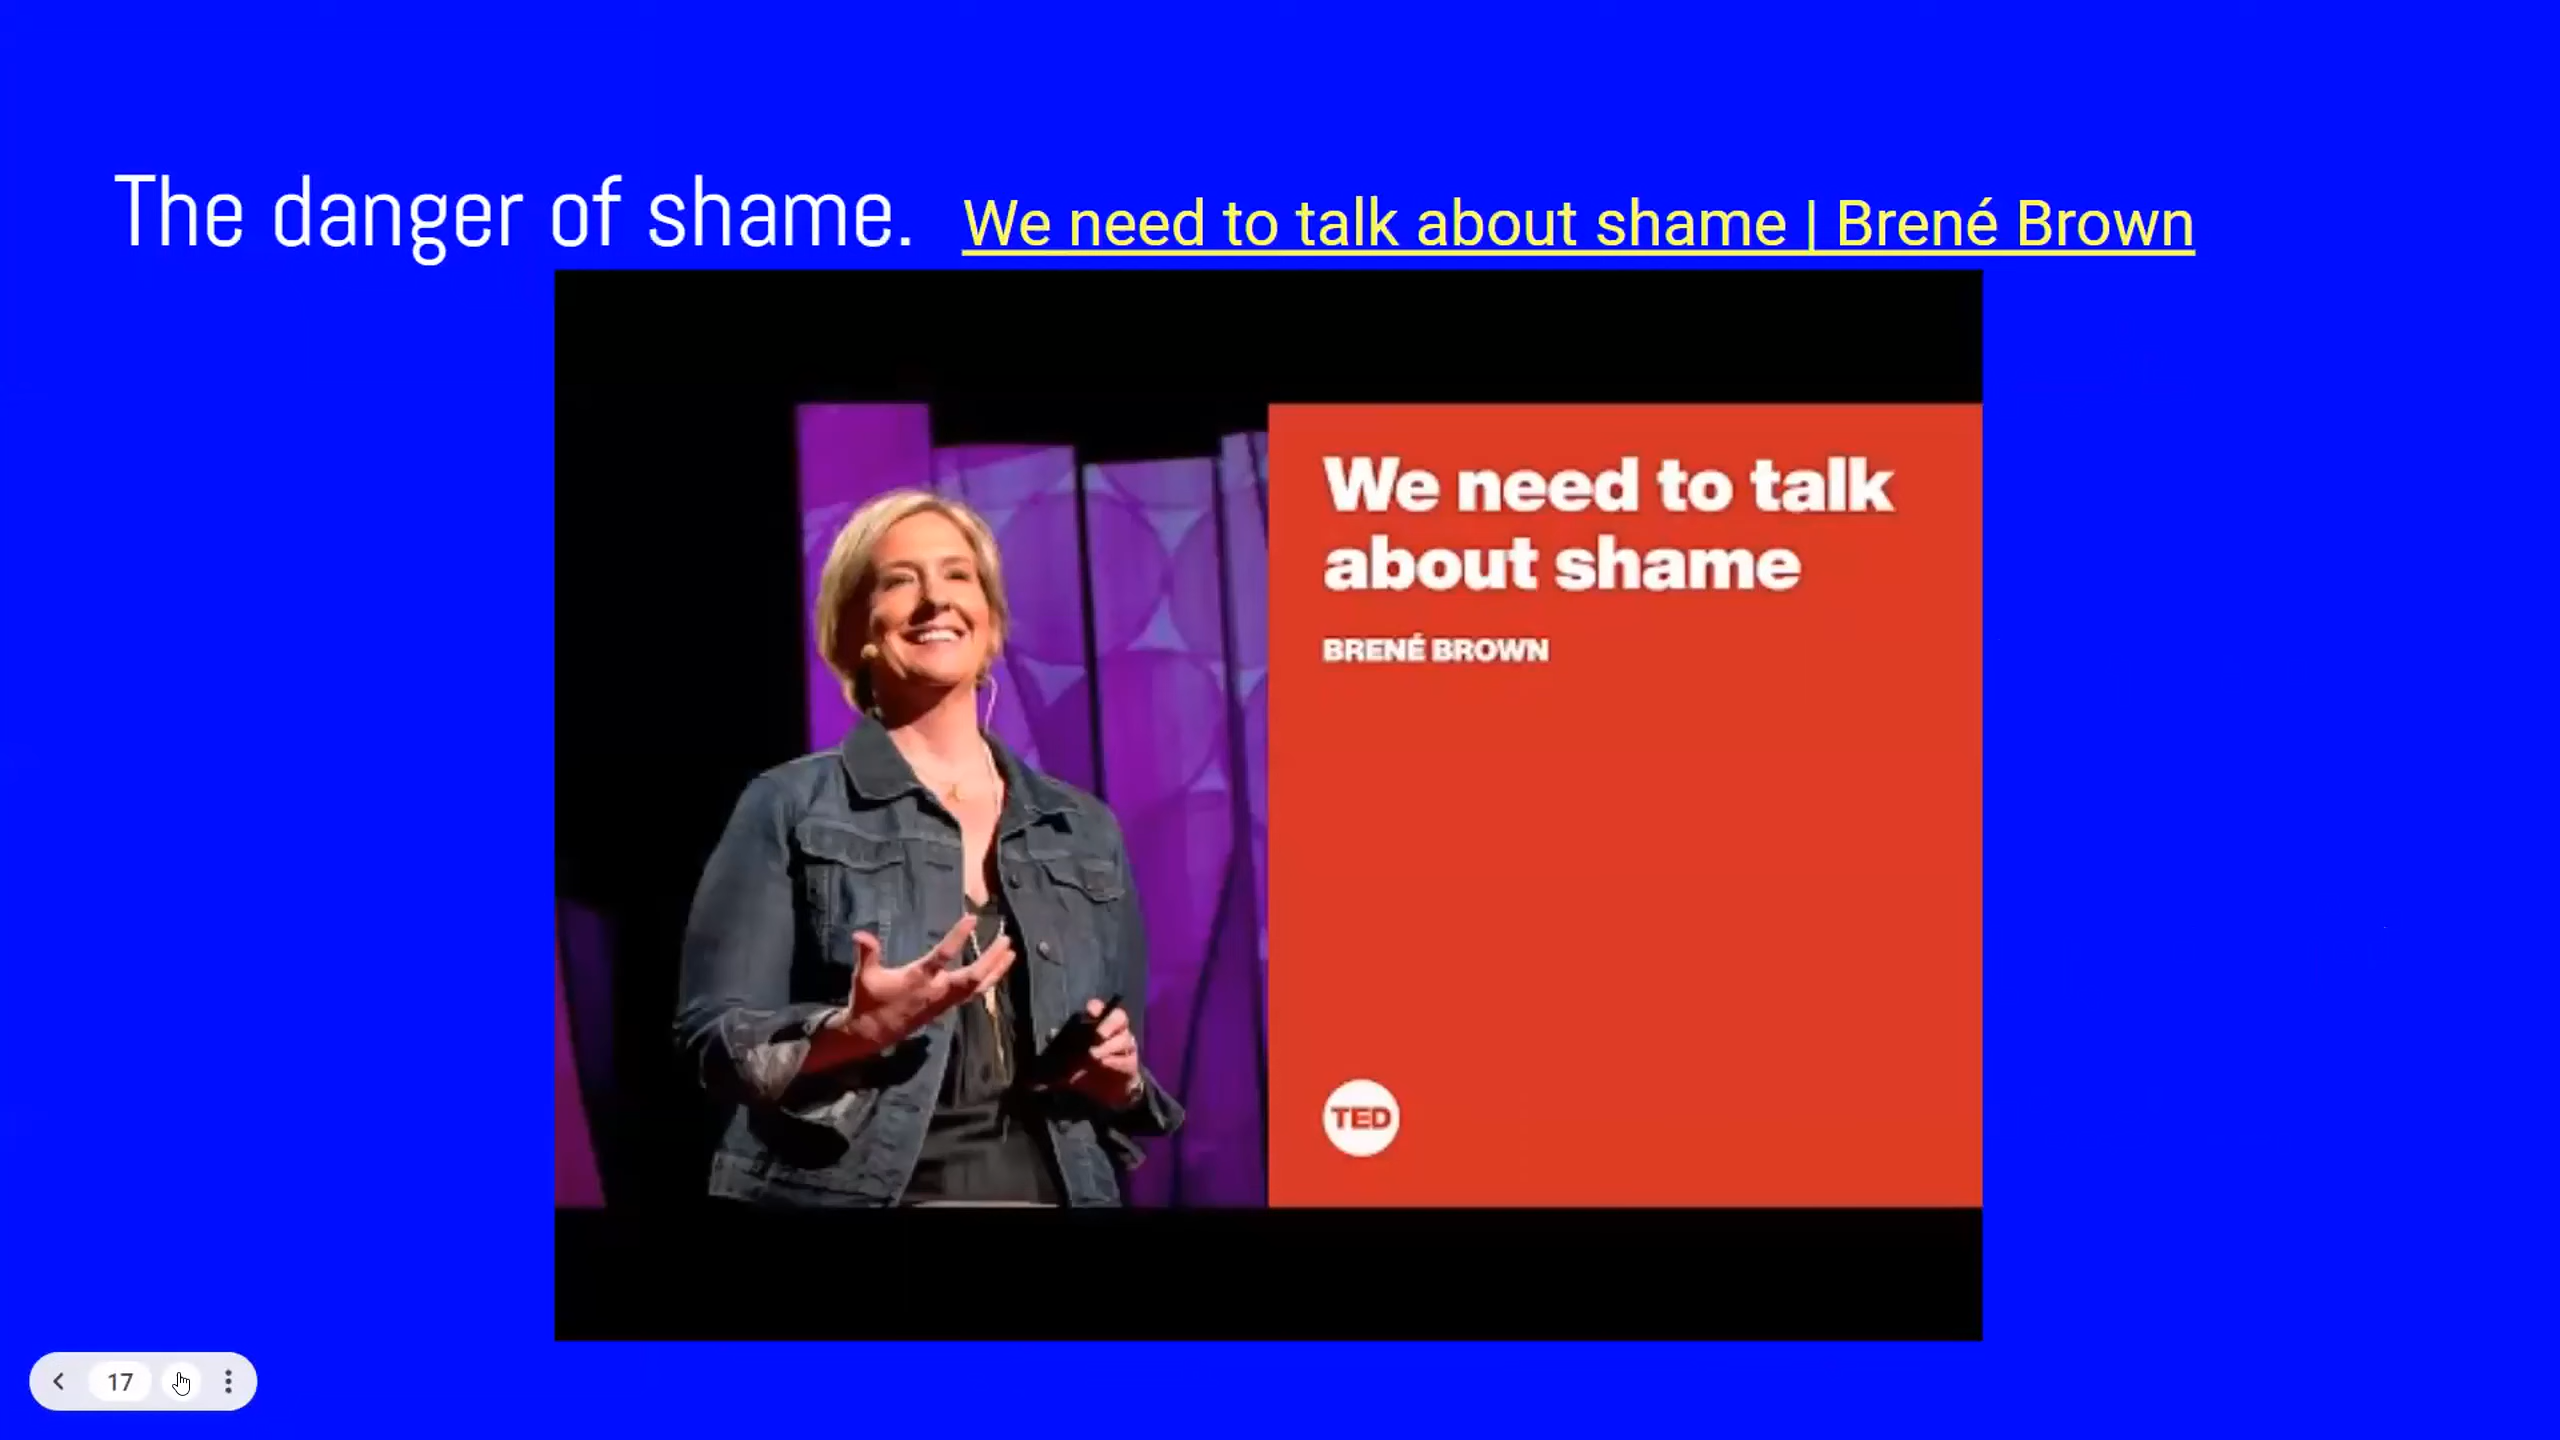 The danger of shame. We need to talk about shame | Brené Brown
We need to talk
about shame
BRENÉ BROWN
TED
17